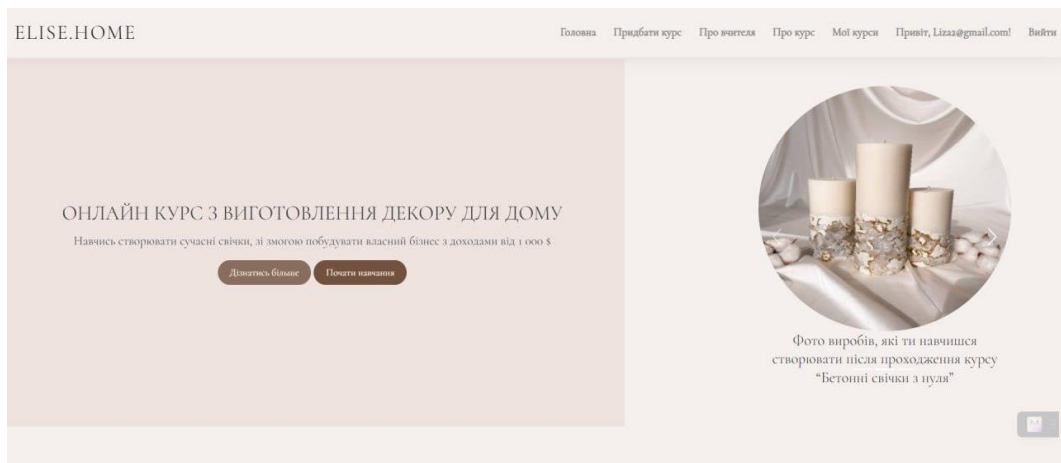 ELISE.HOME
Головна Придбати курс Про вчителя Про курс Мої курси Привіт, Liza2@gmail.com! Вийти
ОНЛАЙН КУРС З ВИГОТОВЛЕННЯ ДЕКОРУ ДЛЯ ДОМУ
Навчись створювати сучасні свічки, зі змогою побудувати власний бізнес з доходами від 1 000 $
Дізнатись більше Почати навчання
Фото виробів, які ти навчишся
створювати після проходження курсу
“Бетонні свічки з нуля”